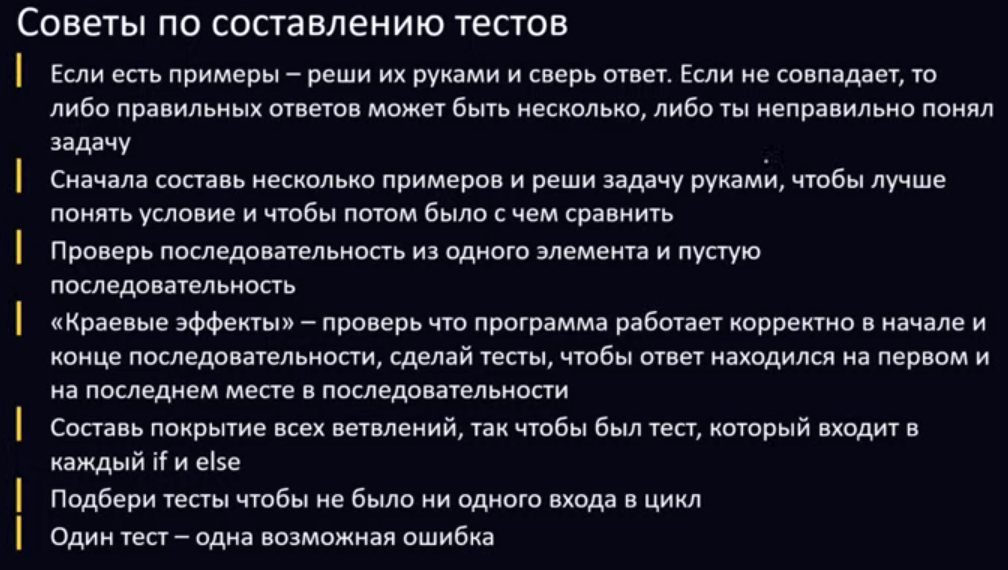 Советы по составлению тестов
Если есть примеры – реши их руками и сверь ответ. Если не совпадает, то
либо правильных ответов может быть несколько, либо ты неправильно понял
задачу
Сначала составь несколько примеров и реши задачу руками, чтобы лучше
понять условие и чтобы потом было с чем сравнить
Проверь последовательность из одного элемента и пустую
последовательность
«Краевые эффекты» – проверь что программа работает корректно в начале и
конце последовательности, сделай тесты, чтобы ответ находился на первом и
на последнем месте в последовательности
Составь покрытие всех ветвлений, так чтобы был тест, который входит в
каждый if и else
Подбери тесты чтобы не было ни одного входа в цикл
Один тест – одна возможная ошибка